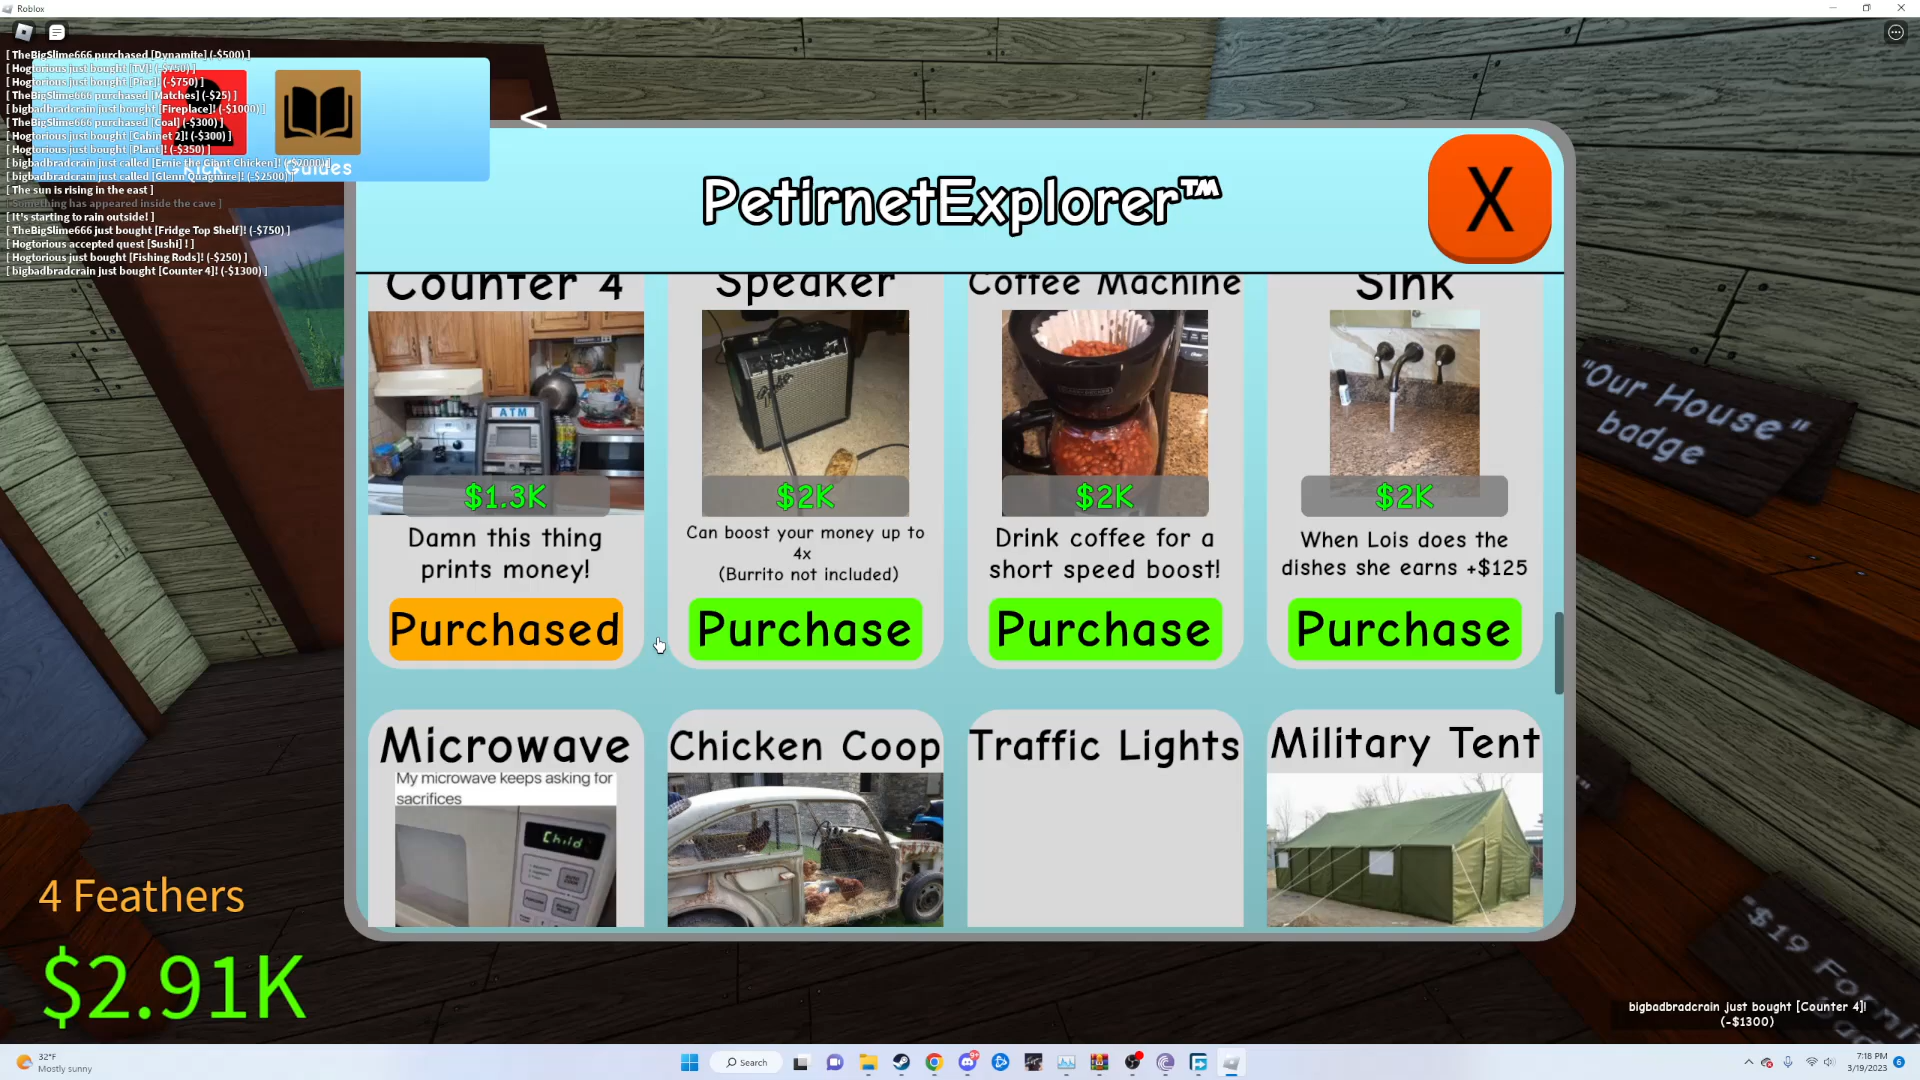 Roblox
[ TheBigSlime666 purchased [Dynamite] (-$500) ]
[ Hogtorious just bought [TV]! (-$750) ]
[ Hogtorious just bought [Pier]! (-$750) ]
[ TheBigSlime666 purchased [Matches] (-$25) ]
[ bigbadbradcrain just bought [Fireplace]! (-$1000) ]
[ TheBigSlime666 purchased [Coal] (-$300) ]
[ Hogtorious just bought [Cabinet 2]! (-$300) ]
[ Hogtorious just bought [Plant]! (-$350) ]
[ bigbadbradcrain just called [Ernie the Giant Chicken]! (-$2000) ]
[ bigbadbradcrain just called [Glenn Quagmire]! (-$2500) ]
[ The sun is rising in the east ]
[ Something has appeared inside the cave ]
[ It's starting to rain outside! ]
[ TheBigSlime666 just bought [Fridge Top Shelf]! (-$750) ]
[ Hogtorious accepted quest [Sushi] ! ]
[ Hogtorious just bought [Fishing Rods]! (-$250) ]
[ bigbadbradcrain just bought [Counter 4]! (-$1300) ]
Kick
Guides
<
PetirnetExplorer™
X
Counter 4
ATM
$1.3K
Damn this thing
prints money!
Purchased
Speaker
$2K
Can boost your money up to
4x
(Burrito not included)
Purchase
Coffee Machine
$2K
Drink coffee for a
short speed boost!
Purchase
Sink
$2K
When Lois does the
dishes she earns +$125
Purchase
Microwave
My microwave keeps asking for
sacrifices
Child
Chicken Coop
Traffic Lights
Military Tent
"Our House"
badge
"$19
4 Feathers
$2.91K
bigbadbradcrain just bought [Counter 4]!
(-$1300)
32°F
Mostly sunny
Search
9+
7:18 PM
3/19/2023
6